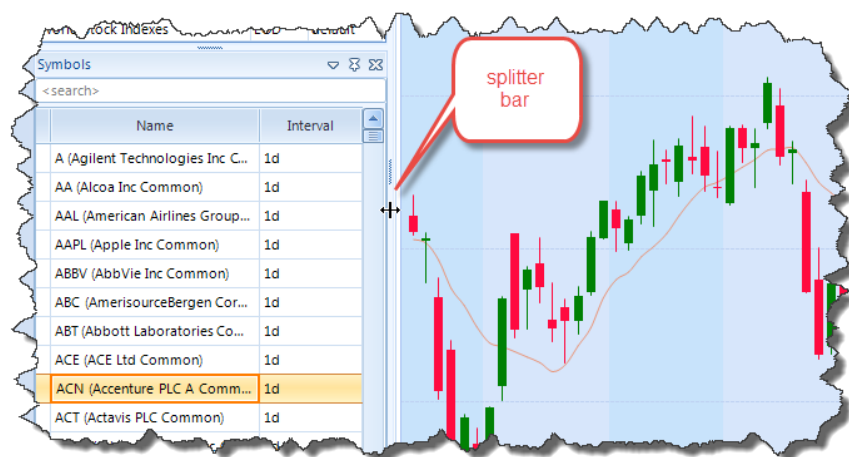 Symbols
<search>
Name Interval
A (Agilent Technologies Inc C... 1d
AA (Alcoa Inc Common) 1d
AAL (American Airlines Group... 1d
AAPL (Apple Inc Common) 1d
ABBV (AbbVie Inc Common) 1d
ABC (AmerisourceBergen Cor... 1d
ABT (Abbott Laboratories Co... 1d
ACE (ACE Ltd Common) 1d
ACN (Accenture PLC A Comm... 1d
ACT (Actavis PLC Common) 1d
splitter
bar